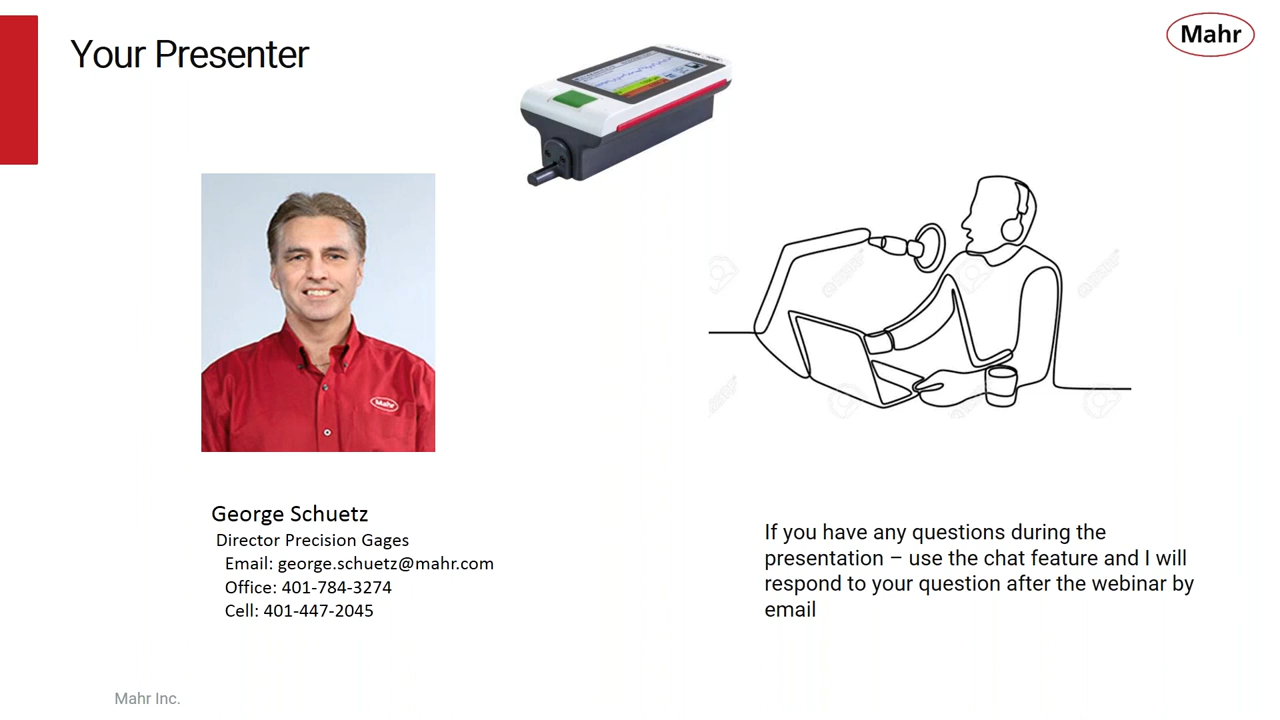 Your Presenter
Mahr
Mahr
George Schuetz
Director Precision Gages
Email: george.schuetz@mahr.com
Office: 401-784-3274
Cell: 401-447-2045
If you have any questions during the
presentation – use the chat feature and I will
respond to your question after the webinar by
email
Mahr Inc.